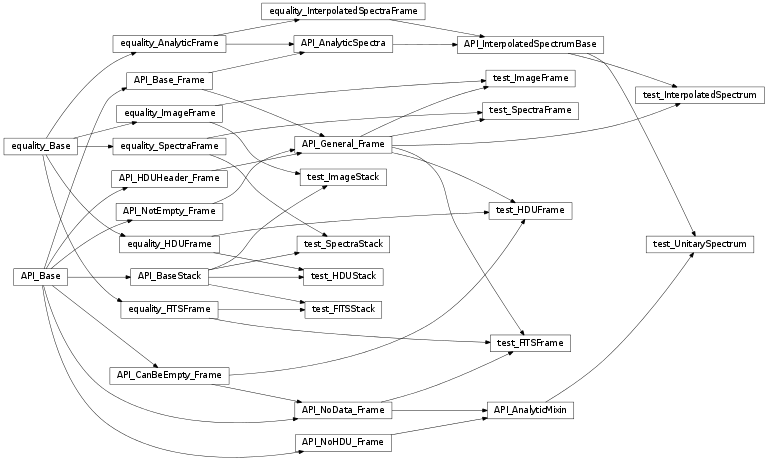 equality_InterpolatedSpectraFrame
equality_AnalyticFrame
API_AnalyticSpectra
API_InterpolatedSpectrumBase
API_Base_Frame
test_ImageFrame
test_InterpolatedSpectrum
equality_ImageFrame
test_SpectraFrame
equality_Base
equality_SpectraFrame
API_General_Frame
API_HDUHeader_Frame
test_ImageStack
API_NotEmpty_Frame
test_HDUFrame
equality_HDUFrame
test_SpectraStack
test_UnitarySpectrum
API_Base
API_BaseStack
test_HDUStack
equality_FITSFrame
test_FITSStack
test_FITSFrame
API_CanBeEmpty_Frame
API_NoData_Frame
API_AnalyticMixin
API_NoHDU_Frame